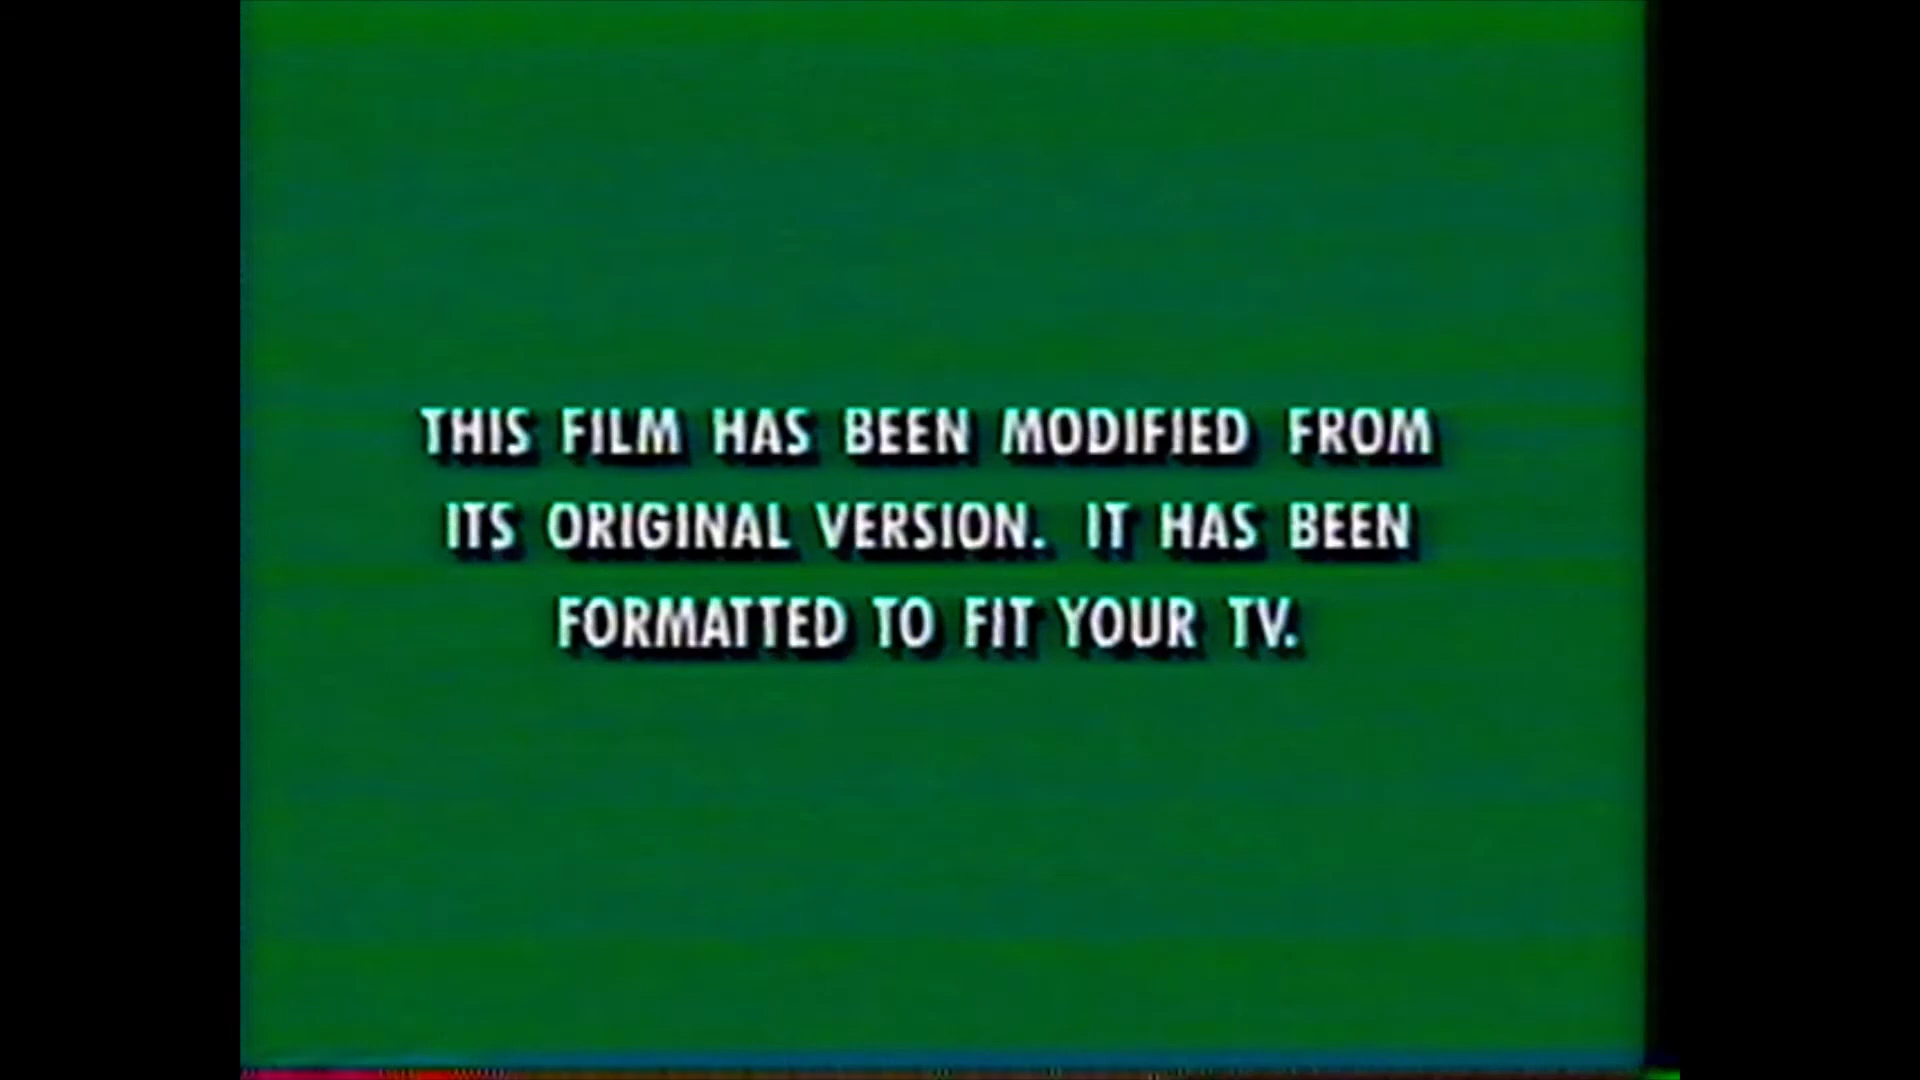 THIS FILM HAS BEEN MODIFIED FROM
ITS ORIGINAL VERSION. IT HAS BEEN
FORMATTED TO FIT YOUR TV.